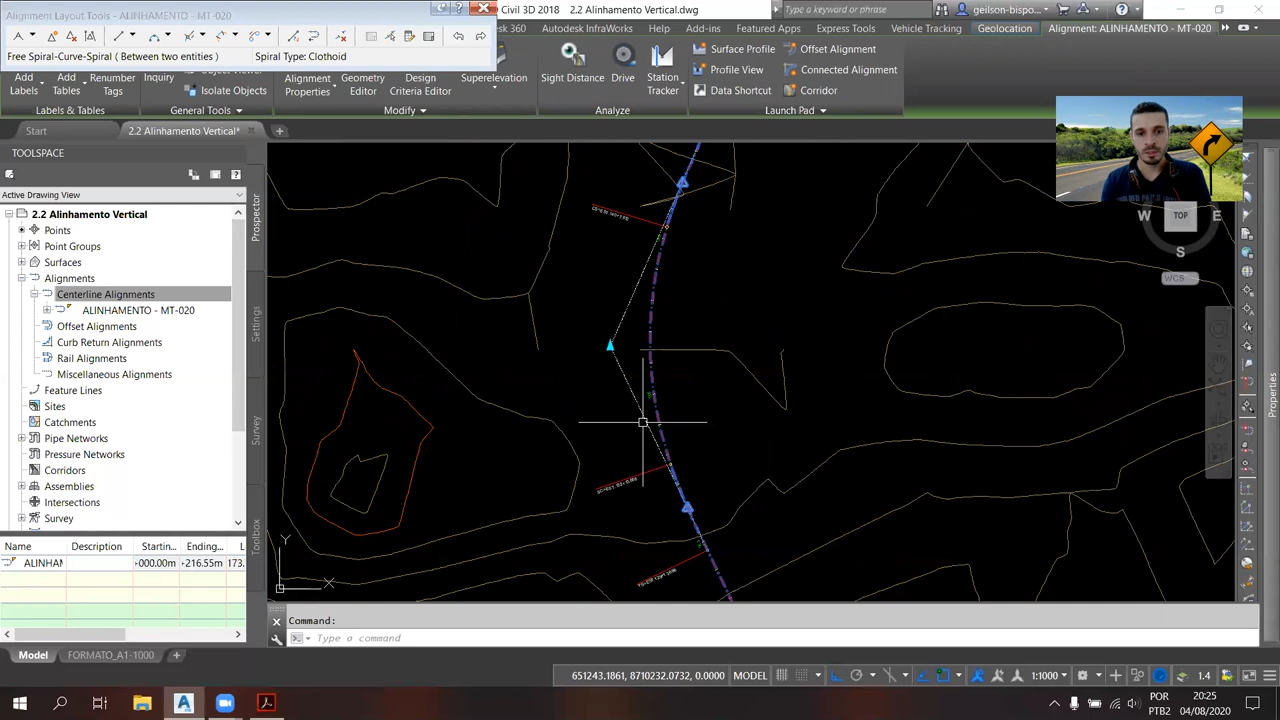 Alignment Layout Tools - ALINHAMENTO - MT-020
Civil 3D 2018
2.2 Alinhamento Vertical.dwg
Type a keyword or phrase
geilson-bispo...
Autodesk InfraWorks
Help
Add-ins
Featured Apps
Express Tools
Vehicle Tracking
Geolocation
Alignment: ALINHAMENTO - MT-020
Free Spiral-Curve-Spiral ( Between two entities )
Spiral Type: Clothoid
Add Labels
Add Tables
Renumber Tags
Inquiry
Isolate Objects
Alignment Properties
Geometry Editor
Design Criteria Editor
Superelevation
Sight Distance
Drive
Station Tracker
Surface Profile
Profile View
Data Shortcut
Offset Alignment
Connected Alignment
Corridor
Labels & Tables
General Tools
Modify
Analyze
Launch Pad
Start
2.2 Alinhamento Vertical*
TOOLSPACE
Active Drawing View
2.2 Alinhamento Vertical
Points
Point Groups
Surfaces
Alignments
Centerline Alignments
ALINHAMENTO - MT-020
Offset Alignments
Curb Return Alignments
Rail Alignments
Miscellaneous Alignments
Feature Lines
Sites
Catchments
Pipe Networks
Pressure Networks
Corridors
Assemblies
Intersections
Survey
Prospector
Settings
Survey
Toolbox
Name
Description
Startin...
Ending...
L
ALINHAM
+000.00m
+216.55m
173.
W
TOP
E
S
WCS
Properties
Y
X
Command:
Type a command
Model
FORMATO_A1-1000
651243.1861, 8710232.0732, 0.0000
MODEL
1:1000
1.4
POR
PTB2
20:25
04/08/2020